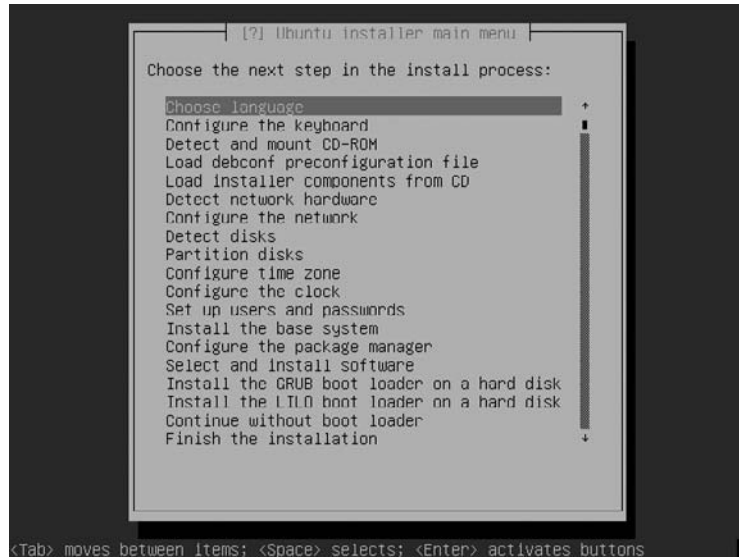 [?] Ubuntu installer main menu
Choose the next step in the install process:
Choose language
Configure the keyboard
Detect and mount CD-ROM
Load debconf preconfiguration file
Load installer components from CD
Detect network hardware
Configure the network
Detect disks
Partition disks
Configure time zone
Configure the clock
Set up users and passwords
Install the base system
Configure the package manager
Select and install software
Install the GRUB boot loader on a hard disk
Install the LILO boot loader on a hard disk
Continue without boot loader
Finish the installation
<Tab> moves between items; <Space> selects; <Enter> activates buttons